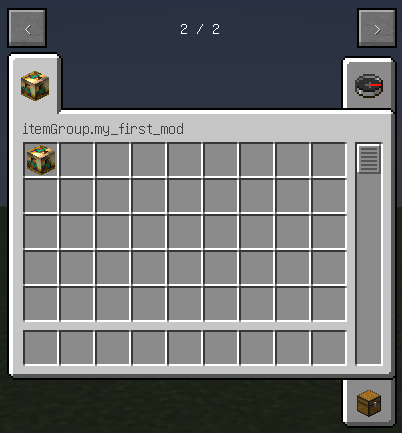 < 2 / 2 >
itemGroup.my_first_mod